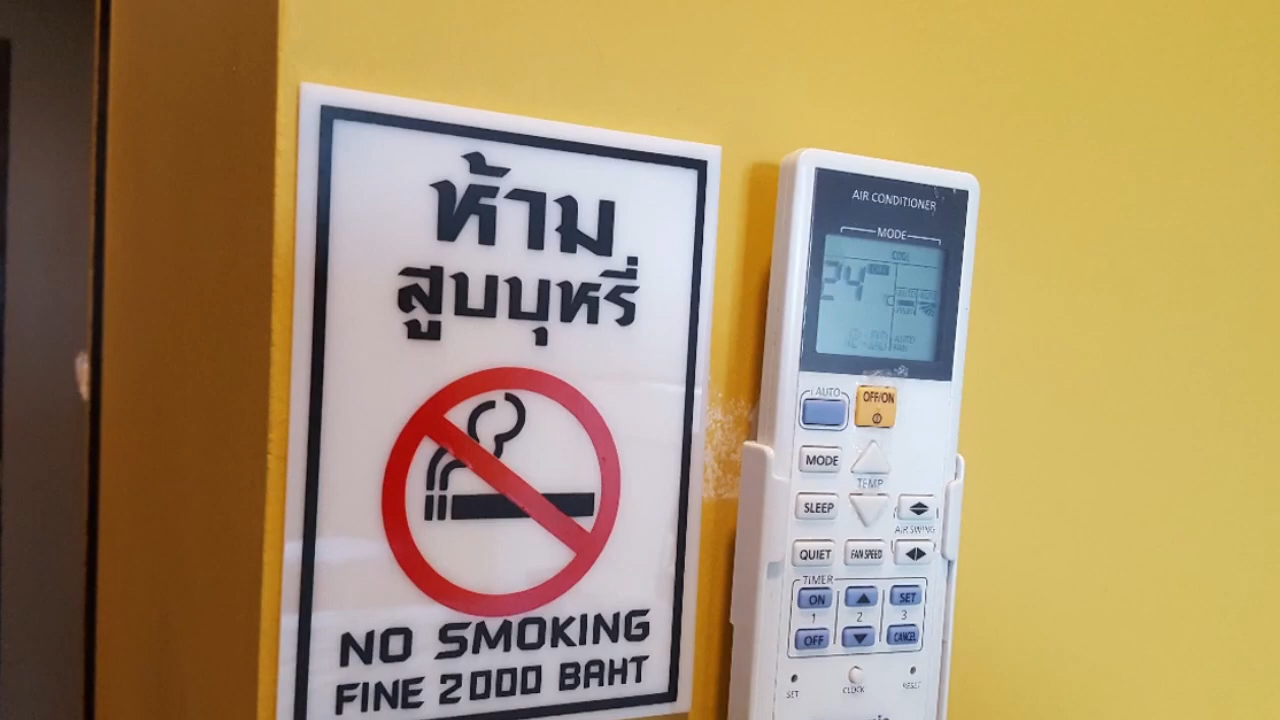 ห้าม
สูบบุหรี่
NO SMOKING
FINE 2000 BAHT
AIR CONDITIONER
MODE
COOL
24
°C
AUTO
FAN
AUTO
OFF/ON
MODE
TEMP
SLEEP
AIR SWING
QUIET
FAN SPEED
TIMER
ON
SET
1
2
3
OFF
CANCEL
SET
CLOCK
RESET